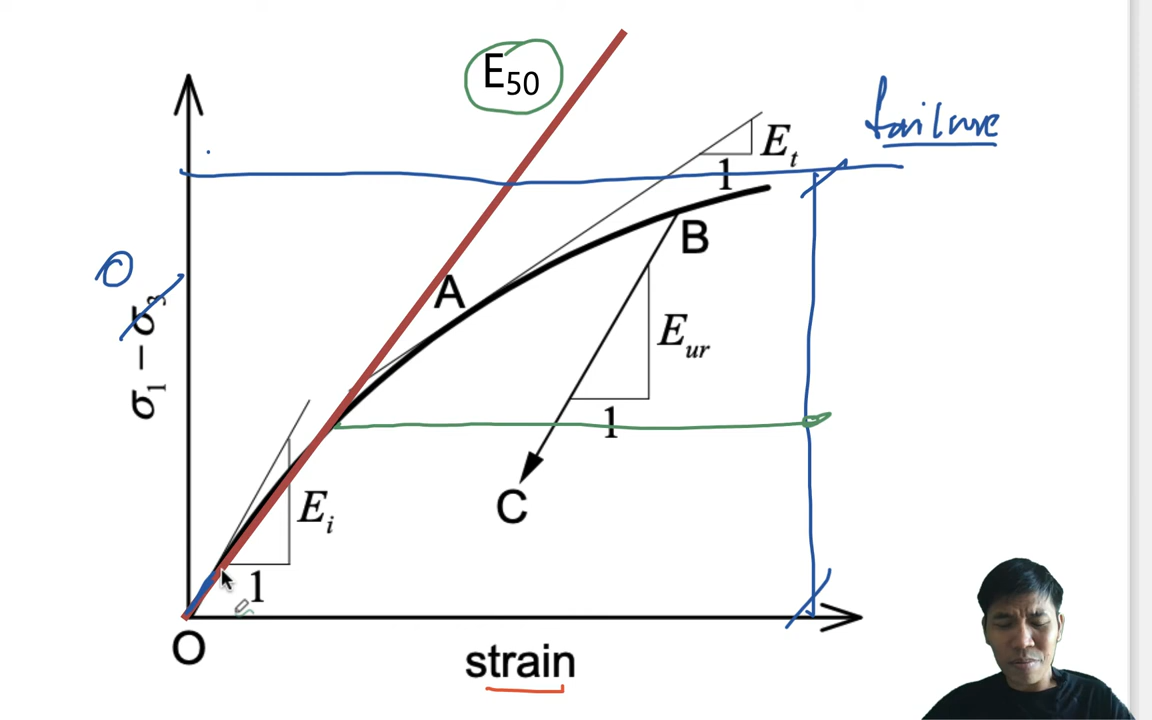 E50
failure
Et
1
B
A
O
σ1 − σ3
Eur
1
C
Ei
1
O
strain